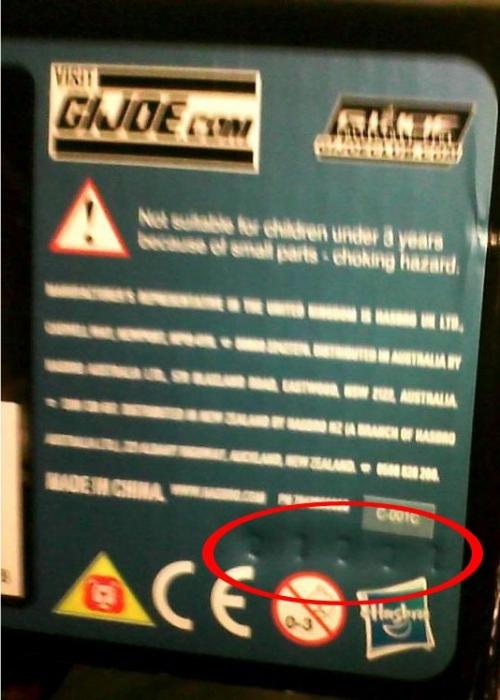 VISIT
GIJOE.COM
GI JOE
Not suitable for children under 3 years
because of small parts - choking hazard.
MANUFACTURER'S REPRESENTATIVE IN THE UNITED KINGDOM IS HASBRO UK LTD.,
DISTRIBUTED IN AUSTRALIA BY
HASBRO AUSTRALIA LTD., EASTWOOD, NSW 2122, AUSTRALIA.
DISTRIBUTED IN NEW ZEALAND BY HASBRO NZ (A BRANCH OF HASBRO
AUSTRALIA LTD.), AUCKLAND, NEW ZEALAND.
MADE IN CHINA. WWW.HASBRO.COM
C-001C
CE
0-3
Hasbro